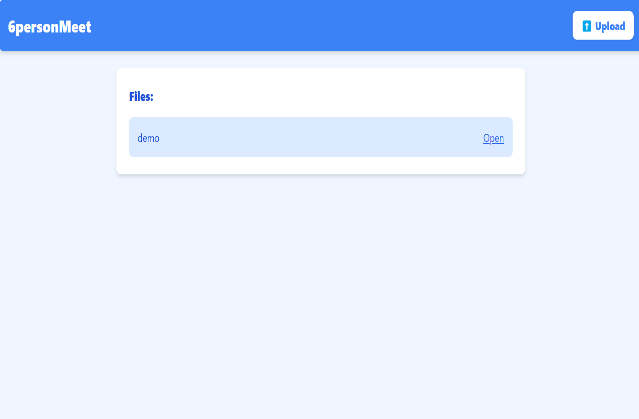 6personMeet
⬆️ Upload
Files:
demo
Open